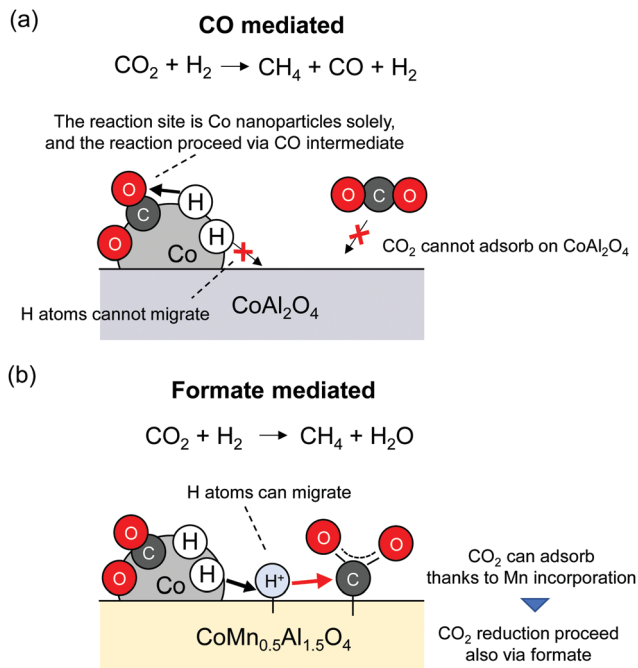 (a)
CO mediated
CO₂ + H₂ → CH₄ + CO + H₂
The reaction site is Co nanoparticles solely,
and the reaction proceed via CO intermediate
O
H
O C O
C
H
O
Co
CO₂ cannot adsorb on CoAl₂O₄
H atoms cannot migrate
CoAl₂O₄
(b)
Formate mediated
CO₂ + H₂ → CH₄ + H₂O
H atoms can migrate
O
C
H
O
O
O
H
Co
H⁺
C
CO₂ can adsorb
thanks to Mn incorporation
CO₂ reduction proceed
also via formate
CoMn₀.₅Al₁.₅O₄